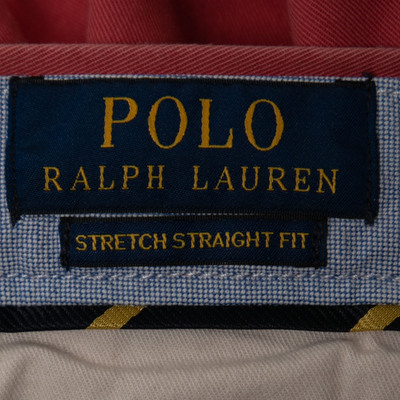 POLO
RALPH LAUREN
STRETCH STRAIGHT FIT